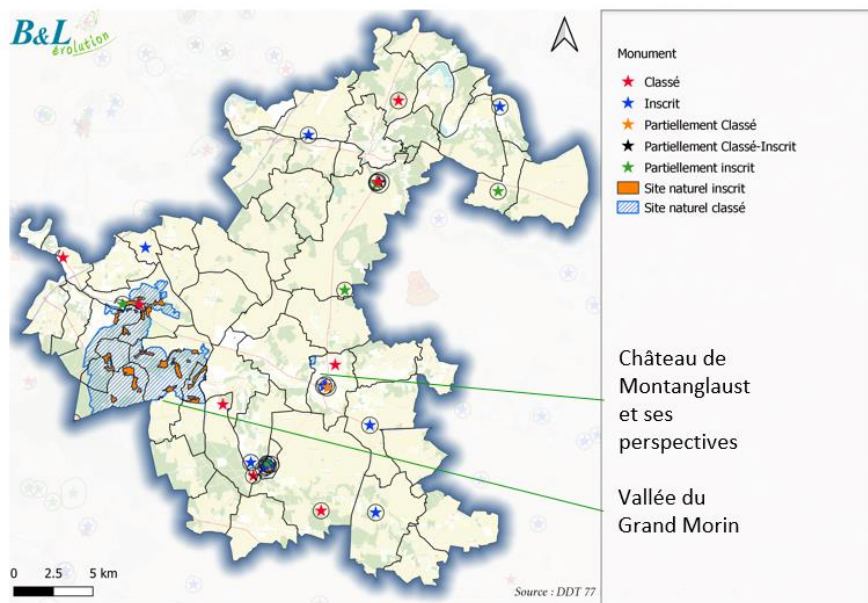 B&L
évolution
Monument
Classé
Inscrit
Partiellement Classé
Partiellement Classé-Inscrit
Partiellement inscrit
Site naturel inscrit
Site naturel classé
Château de
Montanglaust
et ses
perspectives
Vallée du
Grand Morin
0 2.5 5 km
Source : DDT 77